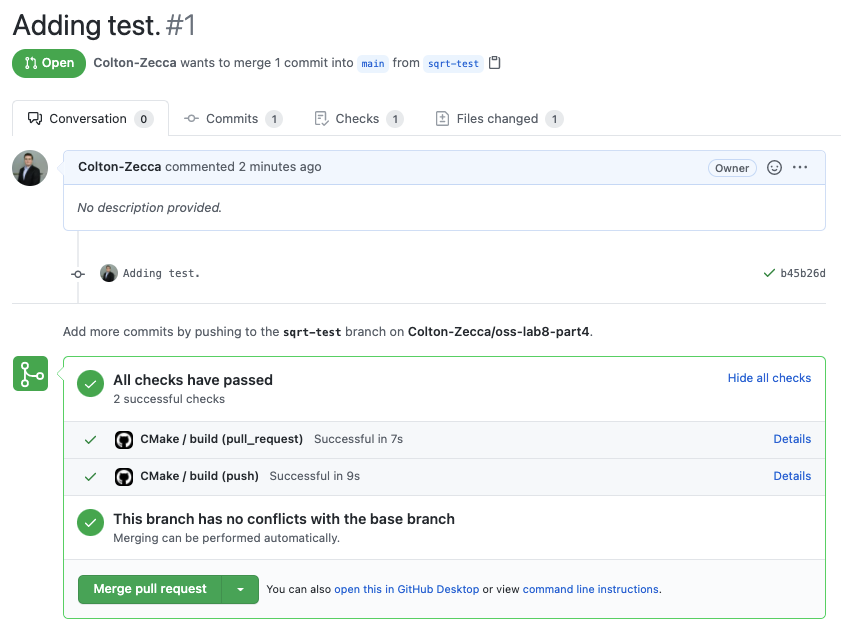 Adding test. #1
Open Colton-Zecca wants to merge 1 commit into main from sqrt-test
Conversation 0 Commits 1 Checks 1 Files changed 1
Colton-Zecca commented 2 minutes ago Owner
No description provided.
Adding test. b45b26d
Add more commits by pushing to the sqrt-test branch on Colton-Zecca/oss-lab8-part4.
All checks have passed Hide all checks
2 successful checks
CMake / build (pull_request) Successful in 7s Details
CMake / build (push) Successful in 9s Details
This branch has no conflicts with the base branch
Merging can be performed automatically.
Merge pull request You can also open this in GitHub Desktop or view command line instructions.